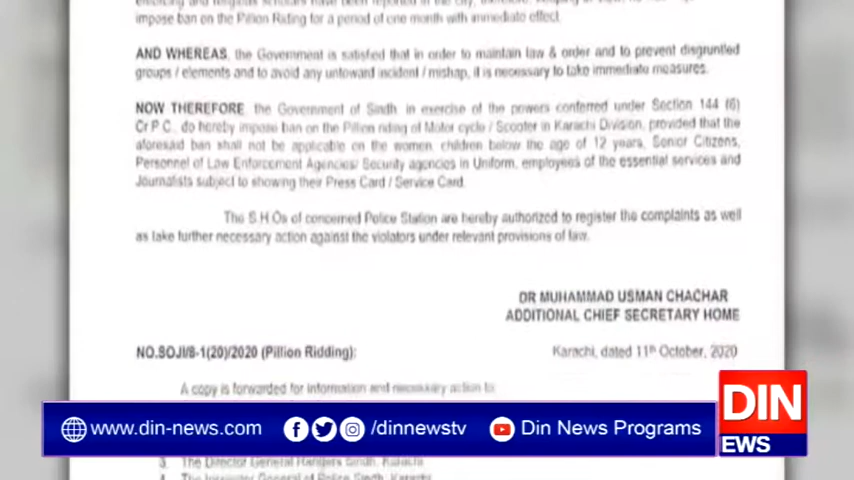 impose ban on the Pillion Riding for a period of one month with immediate effect.
AND WHEREAS, the Government is satisfied that in order to maintain law & order and to prevent disgruntled
groups / elements and to avoid any untoward incident / mishap, it is necessary to take immediate measures.
NOW THEREFORE, the Government of Sindh, in exercise of the powers conferred under Section 144 (6)
Cr.P.C., do hereby impose ban on the Pillion riding of Motor cycle / Scooter in Karachi Division, provided that the
aforesaid ban shall not be applicable on the women, children below the age of 12 years, Senior Citizens,
Personnel of Law Enforcement Agencies/ Security agencies in Uniform, employees of the essential services and
Journalists subject to showing their Press Card / Service Card.
The S.H.Os of concerned Police Station are hereby authorized to register the complaints as well
as take further necessary action against the violators under relevant provisions of law.
DR MUHAMMAD USMAN CHACHAR
ADDITIONAL CHIEF SECRETARY HOME
NO.SOJI/8-1(20)/2020 (Pillion Ridding):
Karachi, dated 11th October, 2020
A copy is forwarded for information and necessary action to
www.din-news.com
/dinnewstv
Din News Programs
DIN
EWS
3. The Director General Rangers Sindh, Karachi
4. The Inspector General of Police Sindh, Karachi